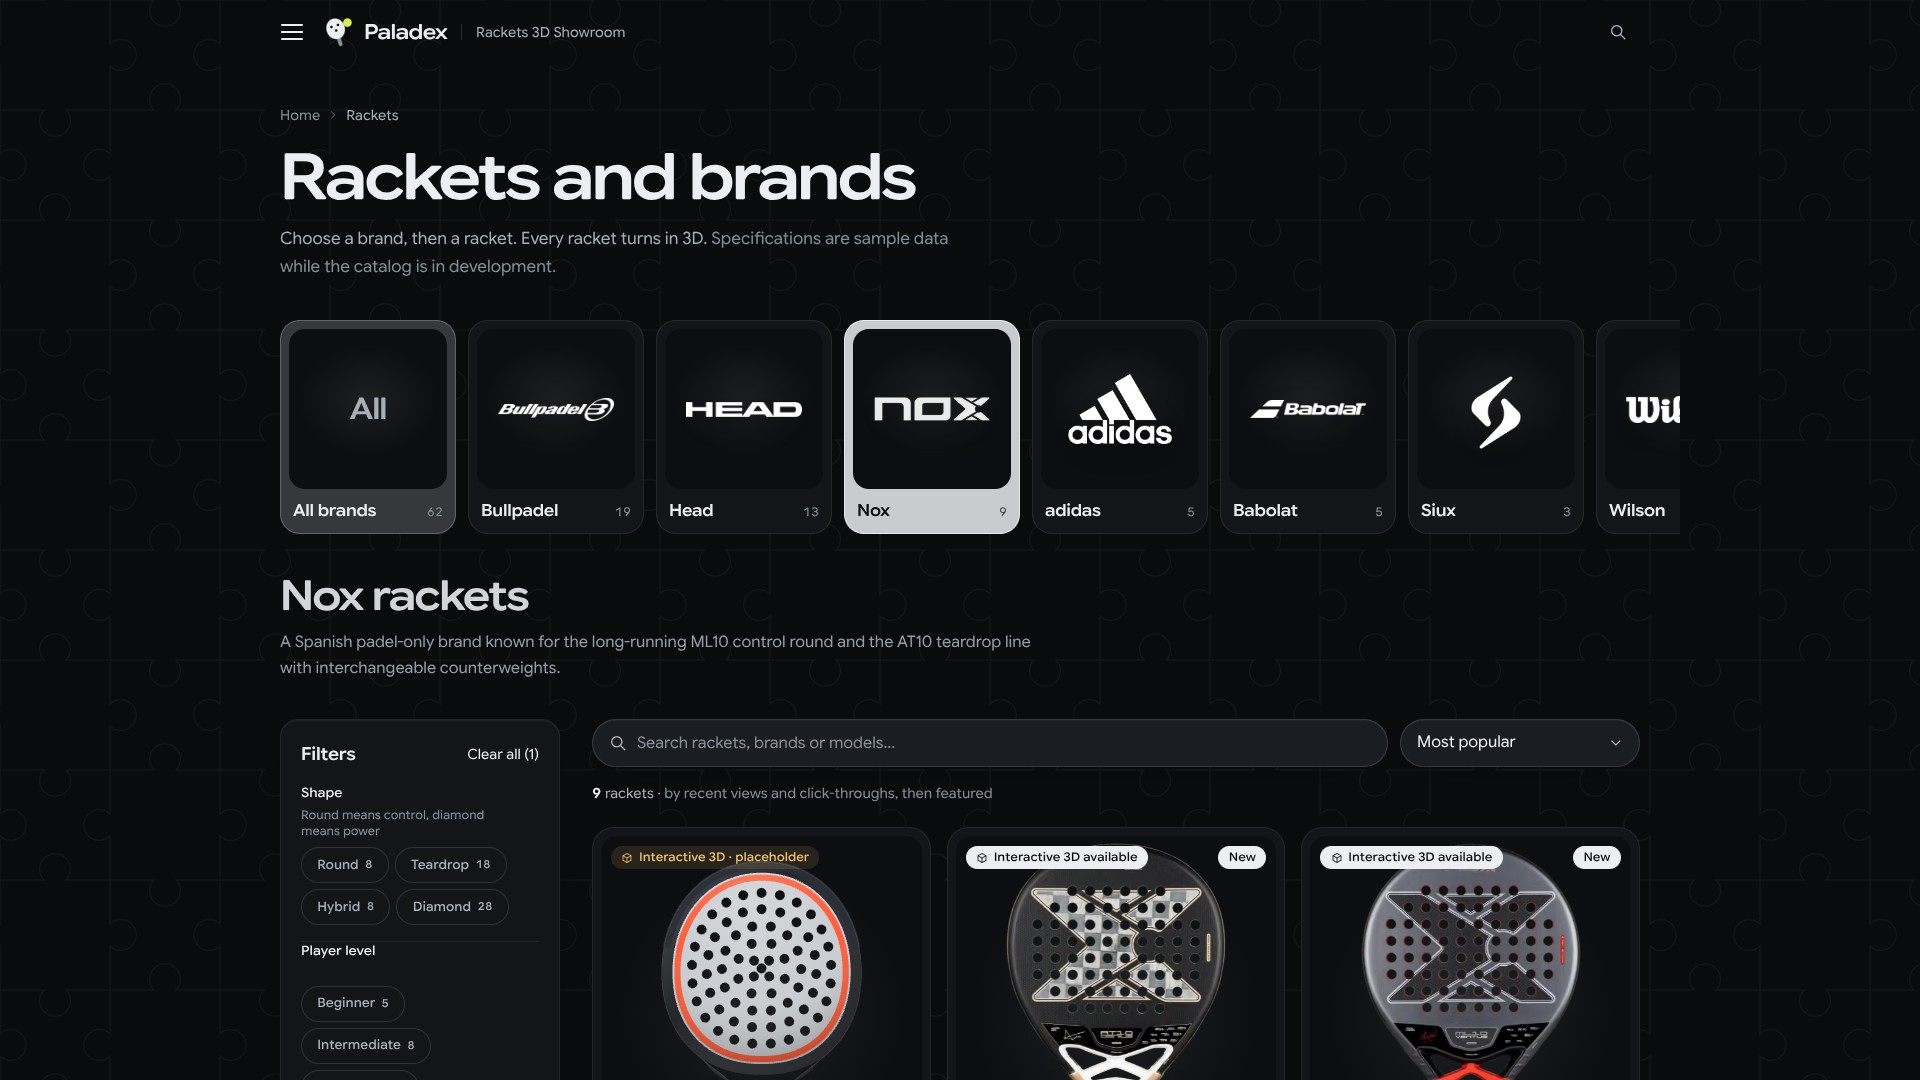 Paladex
Rackets 3D Showroom
Home > Rackets
Rackets and brands
Choose a brand, then a racket. Every racket turns in 3D. Specifications are sample data
while the catalog is in development.
All
Bullpadel
HEAD
nox
adidas
Babolat
Wil
All brands 62
Bullpadel 19
Head 13
Nox 9
adidas 5
Babolat 5
Siux 3
Wilson
Nox rackets
A Spanish padel-only brand known for the long-running ML10 control round and the AT10 teardrop line
with interchangeable counterweights.
Filters
Clear all (1)
Search rackets, brands or models...
Most popular
9 rackets · by recent views and click-throughs, then featured
Shape
Round means control, diamond
means power
Round 8
Teardrop 18
Hybrid 8
Diamond 28
Player level
Beginner 5
Intermediate 8
Interactive 3D · placeholder
Interactive 3D available
New
Interactive 3D available
New
AT10
ML10
VENTUS